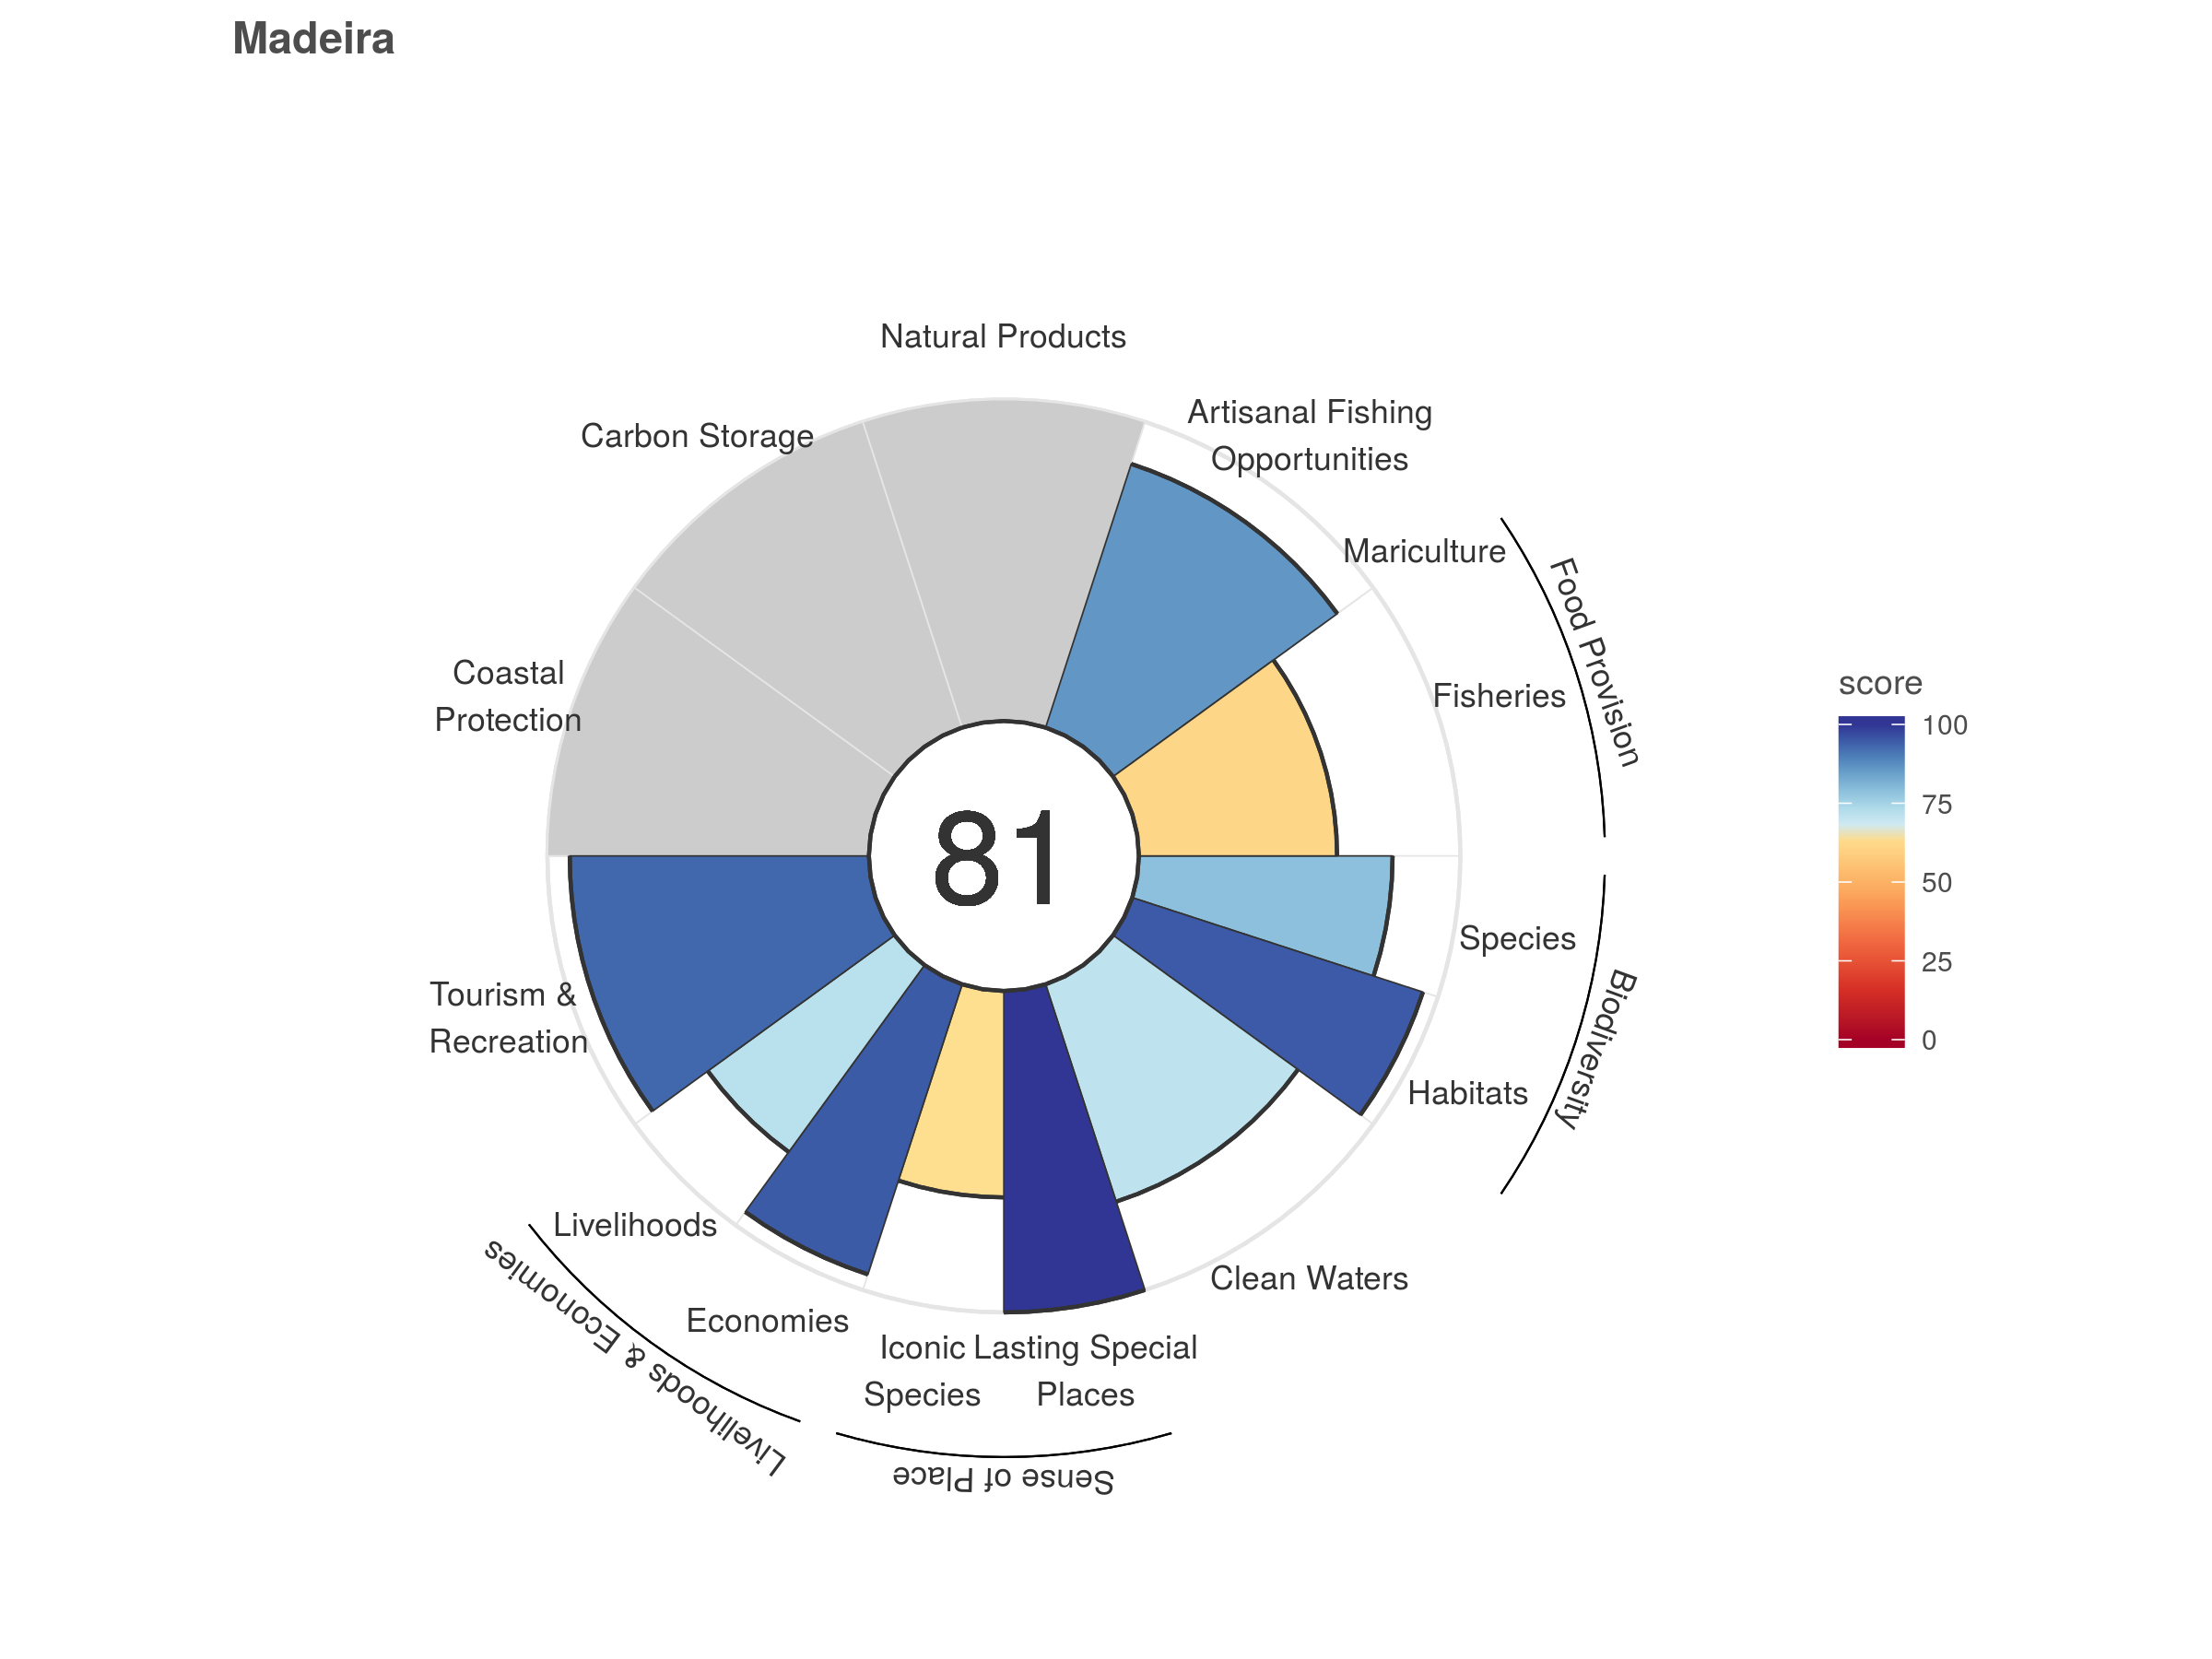 Madeira
Natural Products
Artisanal Fishing
Opportunities
Carbon Storage
Mariculture
Food Provision
Fisheries
Coastal
Protection
score
100
75
50
25
0
81
Species
Biodiversity
Habitats
Tourism &
Recreation
Livelihoods
Livelihoods & Economies
Economies
Clean Waters
Iconic
Species
Lasting Special
Places
Sense of Place